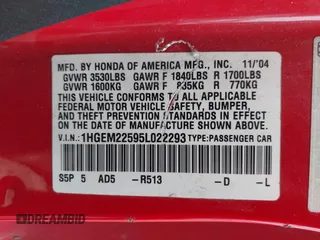 MFD. BY HONDA OF AMERICA MFG., INC. 11/'04
GVWR 3530LBS GAWR F 1840LBS R 1700LBS
GVWR 1600KG GAWR F 835KG R 770KG
THIS VEHICLE CONFORMS TO ALL APPLICABLE
FEDERAL MOTOR VEHICLE SAFETY, BUMPER,
AND THEFT PREVENTION STANDARDS IN EFFECT
ON THE DATE OF MANUFACTURE SHOWN ABOVE.
V.I.N.: 1HGEM22595L022293 TYPE:PASSENGER CAR
S5P 5 AD5 -R513 -D -L
DREAMBID